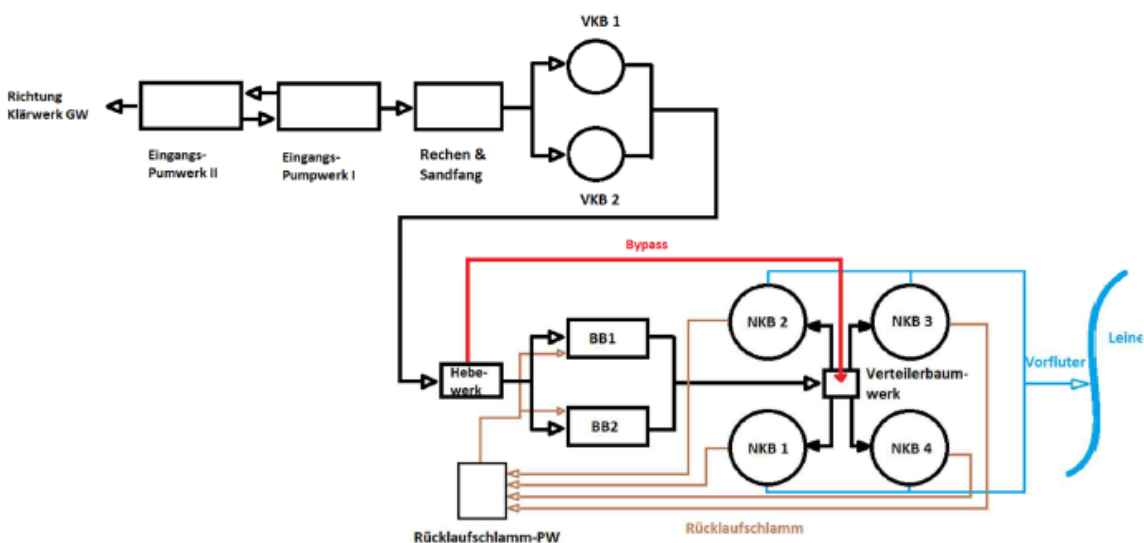 VKB 1
Richtung
Klärwerk GW
Eingangs-
Pumwerk II
Eingangs-
Pumpwerk I
Rechen &
Sandfang
VKB 2
Bypass
NKB 2
NKB 3
Leine
BB1
Vorfluter
Hebe-
werk
Verteilerbaum-
werk
BB2
NKB 1
NKB 4
Rücklaufschlamm
Rücklaufschlamm-PW